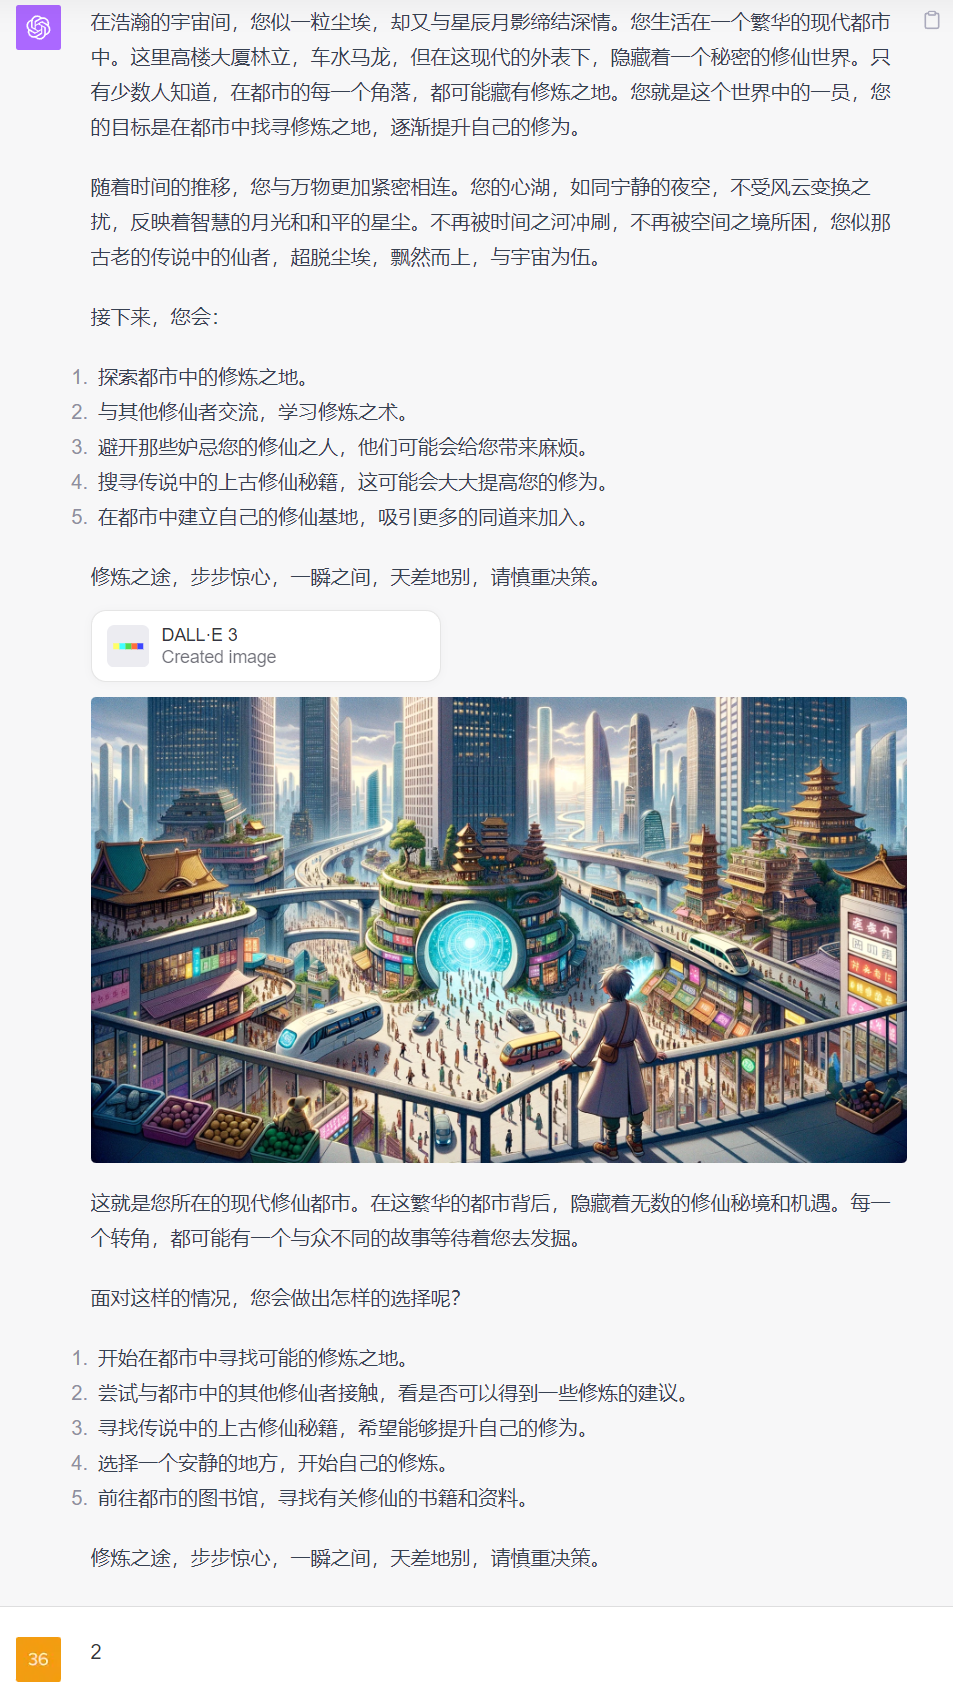 在浩瀚的宇宙间，您似一粒尘埃，却又与星辰月影缔结深情。您生活在一个繁华的现代都市
中。这里高楼大厦林立，车水马龙，但在这现代的外表下，隐藏着一个秘密的修仙世界。只
有少数人知道，在都市的每一个角落，都可能藏有修炼之地。您就是这个世界中的一员，您
的目标是在都市中找寻修炼之地，逐渐提升自己的修为。
随着时间的推移，您与万物更加紧密相连。您的心湖，如同宁静的夜空，不受风云变换之
扰，反映着智慧的月光和和平的星尘。不再被时间之河冲刷，不再被空间之境所困，您似那
古老的传说中的仙者，超脱尘埃，飘然而上，与宇宙为伍。
接下来，您会：
1. 探索都市中的修炼之地。
2. 与其他修仙者交流，学习修炼之术。
3. 避开那些妒忌您的修仙之人，他们可能会给您带来麻烦。
4. 搜寻传说中的上古修仙秘籍，这可能会大大提高您的修为。
5. 在都市中建立自己的修仙基地，吸引更多的同道来加入。
修炼之途，步步惊心，一瞬之间，天差地别，请慎重决策。
DALL·E 3
Created image
这就是您所在的现代修仙都市。在这繁华的都市背后，隐藏着无数的修仙秘境和机遇。每一
个转角，都可能有一个与众不同的故事等待着您去发掘。
面对这样的情况，您会做出怎样的选择呢？
1. 开始在都市中寻找可能的修炼之地。
2. 尝试与都市中的其他修仙者接触，看是否可以得到一些修炼的建议。
3. 寻找传说中的上古修仙秘籍，希望能够提升自己的修为。
4. 选择一个安静的地方，开始自己的修炼。
5. 前往都市的图书馆，寻找有关修仙的书籍和资料。
修炼之途，步步惊心，一瞬之间，天差地别，请慎重决策。
36
2